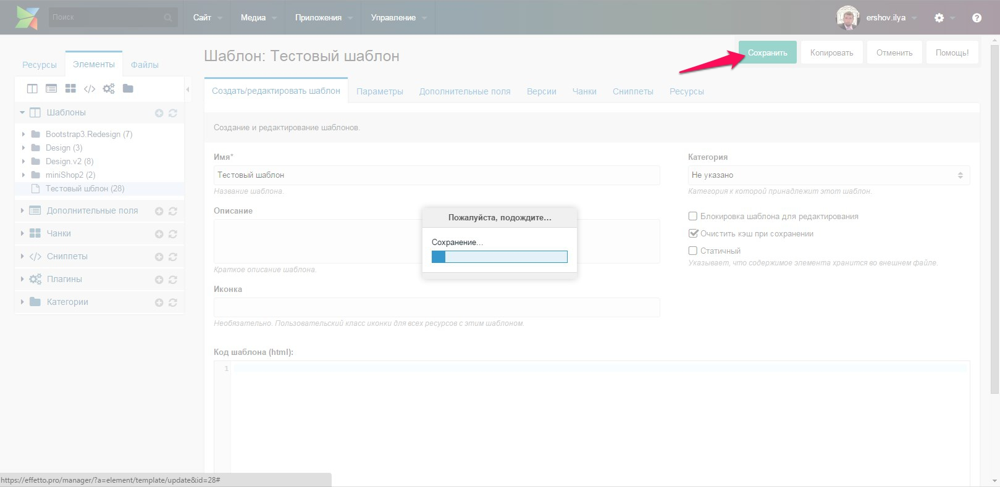 Поиск
Сайт
Медиа
Приложения
Управление
ershov.ilya
Ресурсы
Элементы
Файлы
Шаблоны
Bootstrap3.Redesign (7)
Design (3)
Design.v2 (8)
miniShop2 (2)
Тестовый шблон (28)
Дополнительные поля
Чанки
Сниппеты
Плагины
Категории
Шаблон: Тестовый шаблон
Сохранить
Копировать
Отменить
Помощь!
Создать/редактировать шаблон
Параметры
Дополнительные поля
Версии
Чанки
Сниппеты
Ресурсы
Создание и редактирование шаблонов.
Имя*
Тестовый шаблон
Название шаблона.
Описание
Краткое описание шаблона.
Иконка
Необязательно. Пользовательский класс иконки для всех ресурсов с этим шаблоном.
Категория
Не указано
Категория к которой принадлежит этот шаблон.
Блокировка шаблона для редактирования
Очистить кэш при сохранении
Статичный
Указывает, что содержимое элемента хранится во внешнем файле.
Пожалуйста, подождите...
Сохранение...
Код шаблона (html):
1
https://effetto.pro/manager/?a=element/template/update&id=28#